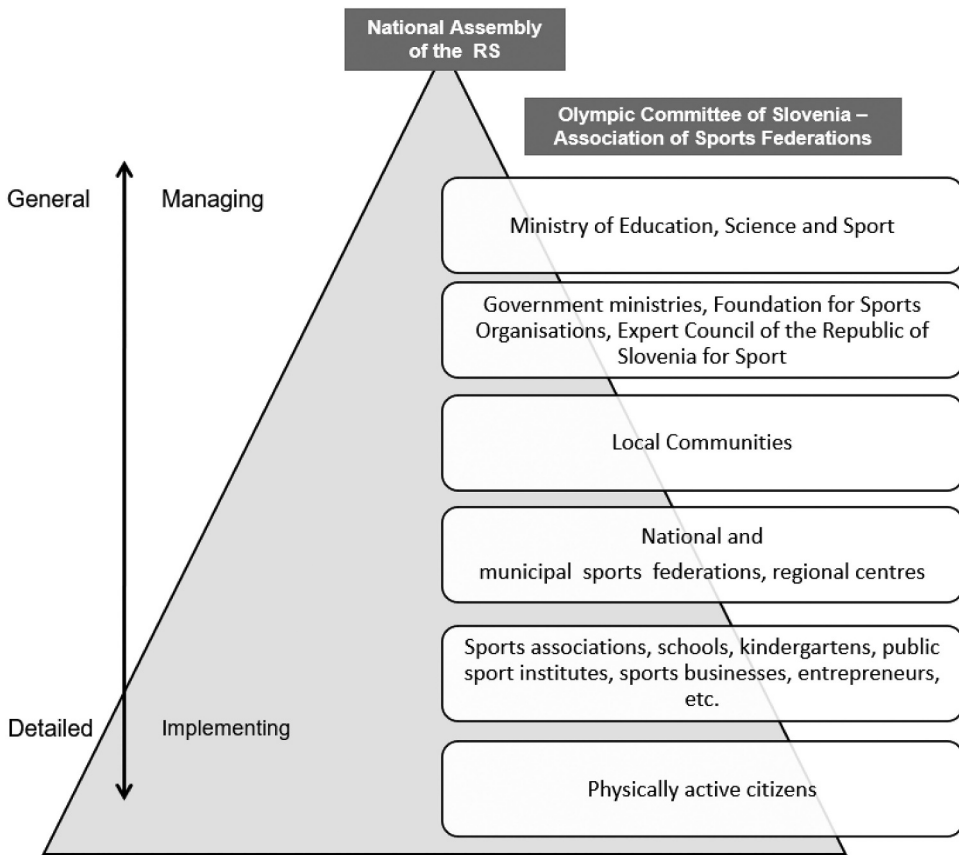 National Assembly
of the RS
Olympic Committee of Slovenia –
Association of Sports Federations
General
Managing
Ministry of Education, Science and Sport
Government ministries, Foundation for Sports
Organisations, Expert Council of the Republic of
Slovenia for Sport
Local Communities
National and
municipal sports federations, regional centres
Sports associations, schools, kindergartens, public
sport institutes, sports businesses, entrepreneurs,
etc.
Detailed
Implementing
Physically active citizens